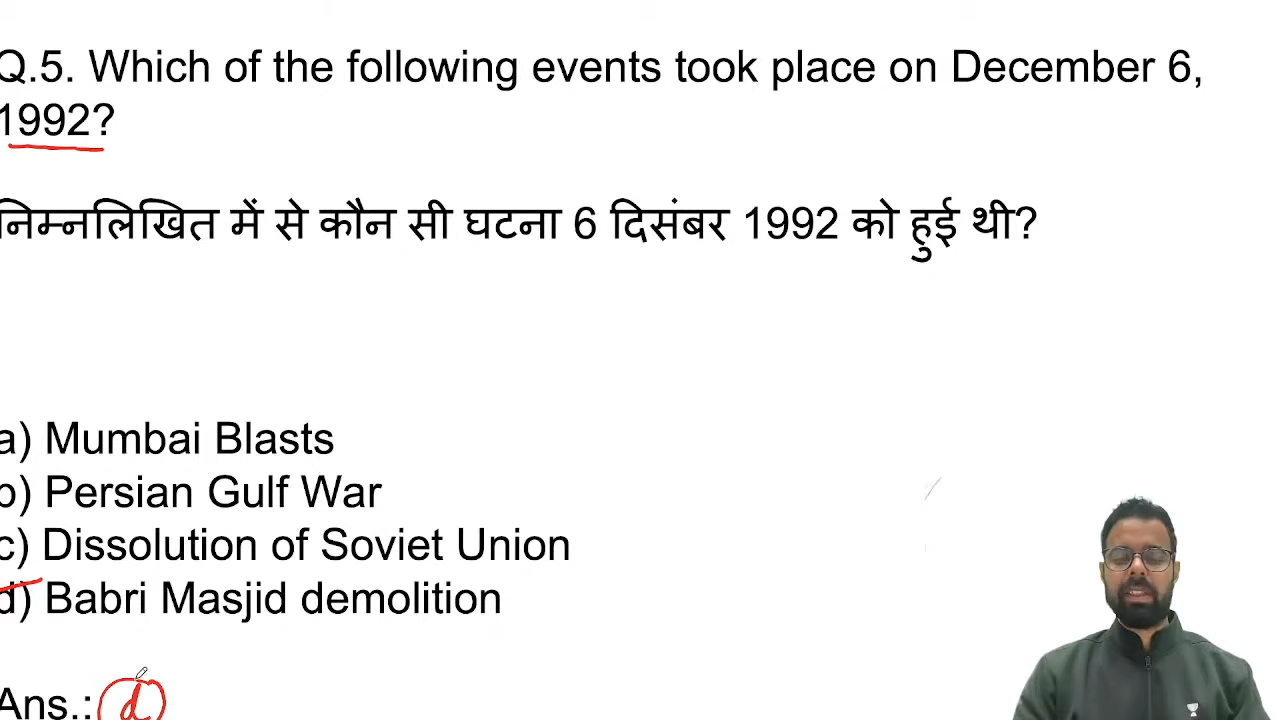 Q.5. Which of the following events took place on December 6,
1992?
निम्नलिखित में से कौन सी घटना 6 दिसंबर 1992 को हुई थी?
a) Mumbai Blasts
b) Persian Gulf War
c) Dissolution of Soviet Union
d) Babri Masjid demolition
Ans.: d